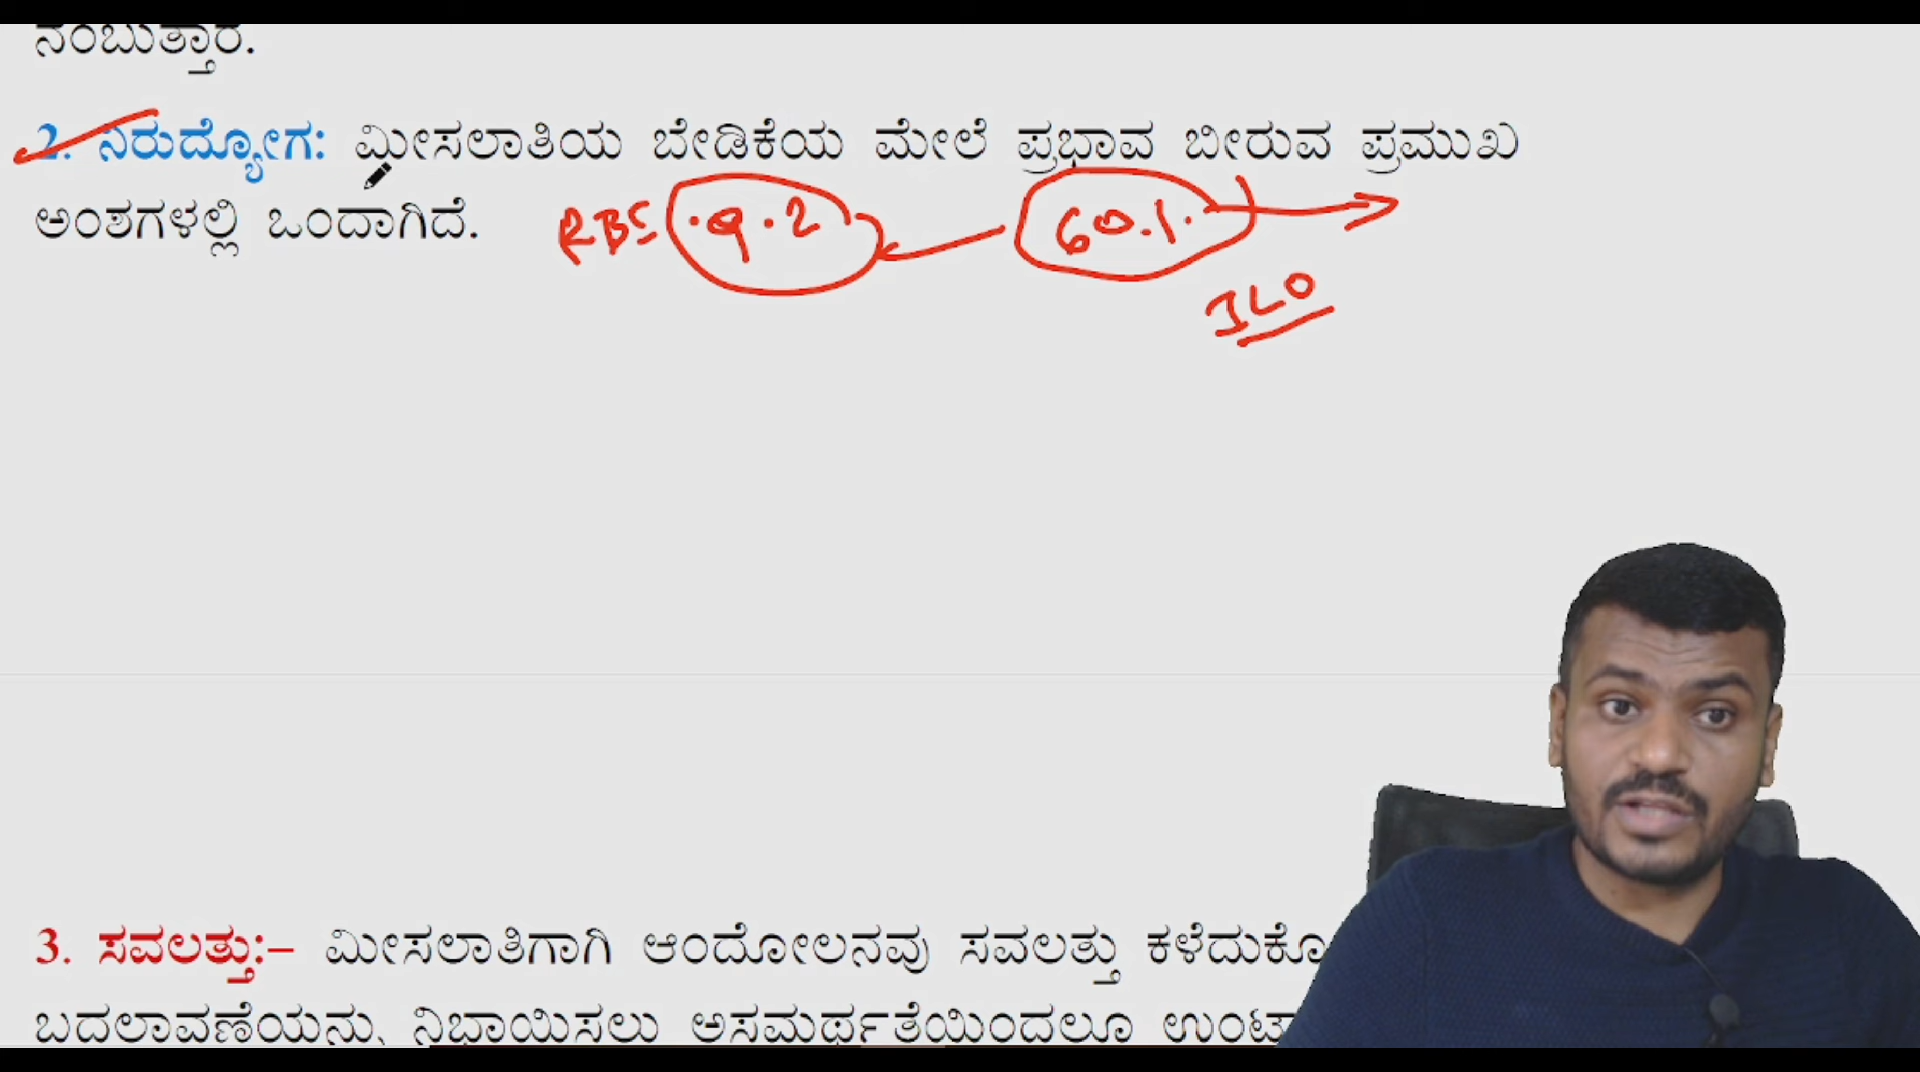 ನಂಬುತ್ತಾರೆ.
2. ನಿರುದ್ಯೋಗ: ಮೀಸಲಾತಿಯ ಬೇಡಿಕೆಯ ಮೇಲೆ ಪ್ರಭಾವ ಬೀರುವ ಪ್ರಮುಖ
ಅಂಶಗಳಲ್ಲಿ ಒಂದಾಗಿದೆ.
9.2 60.1.
ILO
3. ಸವಲತ್ತು:– ಮೀಸಲಾತಿಗಾಗಿ ಆಂದೋಲನವು ಸವಲತ್ತು ಕಳೆದುಕೊ
ಬದಲಾವಣೆಯನ್ನು ನಿಭಾಯಿಸಲು ಅಸಮರ್ಥತೆಯಿಂದಲೂ